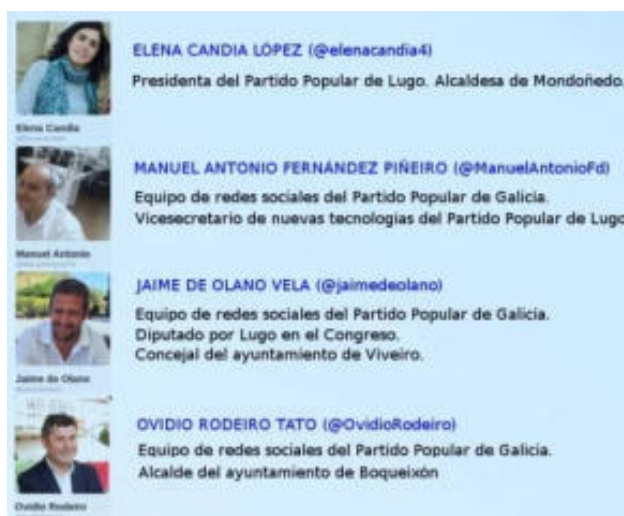 ELENA CANDIA LÓPEZ (@elenacandia4)
Presidenta del Partido Popular de Lugo. Alcaldesa de Mondoñedo.
Elena Candia
MANUEL ANTONIO FERNÁNDEZ PIÑEIRO (@ManuelAntonioFd)
Equipo de redes sociales del Partido Popular de Galicia.
Vicesecretario de nuevas tecnologías del Partido Popular de Lugo
Manuel Antonio
JAIME DE OLANO VELA (@jaimedeolano)
Equipo de redes sociales del Partido Popular de Galicia.
Diputado por Lugo en el Congreso.
Concejal del ayuntamiento de Viveiro.
Jaime de Olano
OVIDIO RODEIRO TATO (@OvidioRodeiro)
Equipo de redes sociales del Partido Popular de Galicia.
Alcalde del ayuntamiento de Boqueixón
Ovidio Rodeiro